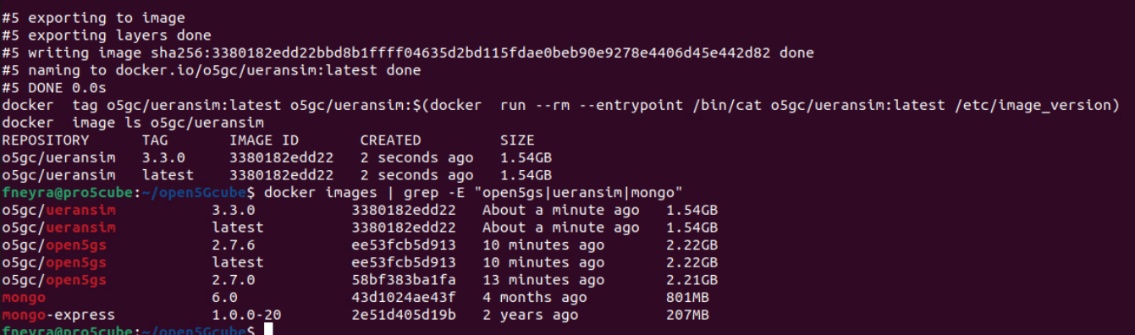 #5 exporting to image
#5 exporting layers done
#5 writing image sha256:3380182edd22bbd8b1ffff04635d2bd115fdae0beb90e9278e4406d45e442d82 done
#5 naming to docker.io/o5gc/ueransim:latest done
#5 DONE 0.0s
docker  tag o5gc/ueransim:latest o5gc/ueransim:$(docker  run --rm --entrypoint /bin/cat o5gc/ueransim:latest /etc/image_version)
docker  image ls o5gc/ueransim
REPOSITORY      TAG       IMAGE ID       CREATED         SIZE
o5gc/ueransim   3.3.0     3380182edd22   2 seconds ago   1.54GB
o5gc/ueransim   latest    3380182edd22   2 seconds ago   1.54GB
fneyra@pro5cube:~/open5Gcube$ docker images | grep -E "open5gs|ueransim|mongo"
o5gc/ueransim           3.3.0           3380182edd22   About a minute ago   1.54GB
o5gc/ueransim           latest          3380182edd22   About a minute ago   1.54GB
o5gc/open5gs            2.7.6           ee53fcb5d913   10 minutes ago   2.22GB
o5gc/open5gs            latest          ee53fcb5d913   10 minutes ago   2.22GB
o5gc/open5gs            2.7.0           58bf383ba1fa   13 minutes ago   2.21GB
mongo                   6.0             43d1024ae43f   4 months ago     801MB
mongo-express           1.0.0-20        2e51d405d19b   2 years ago      207MB
fneyra@pro5cube:~/open5Gcube$